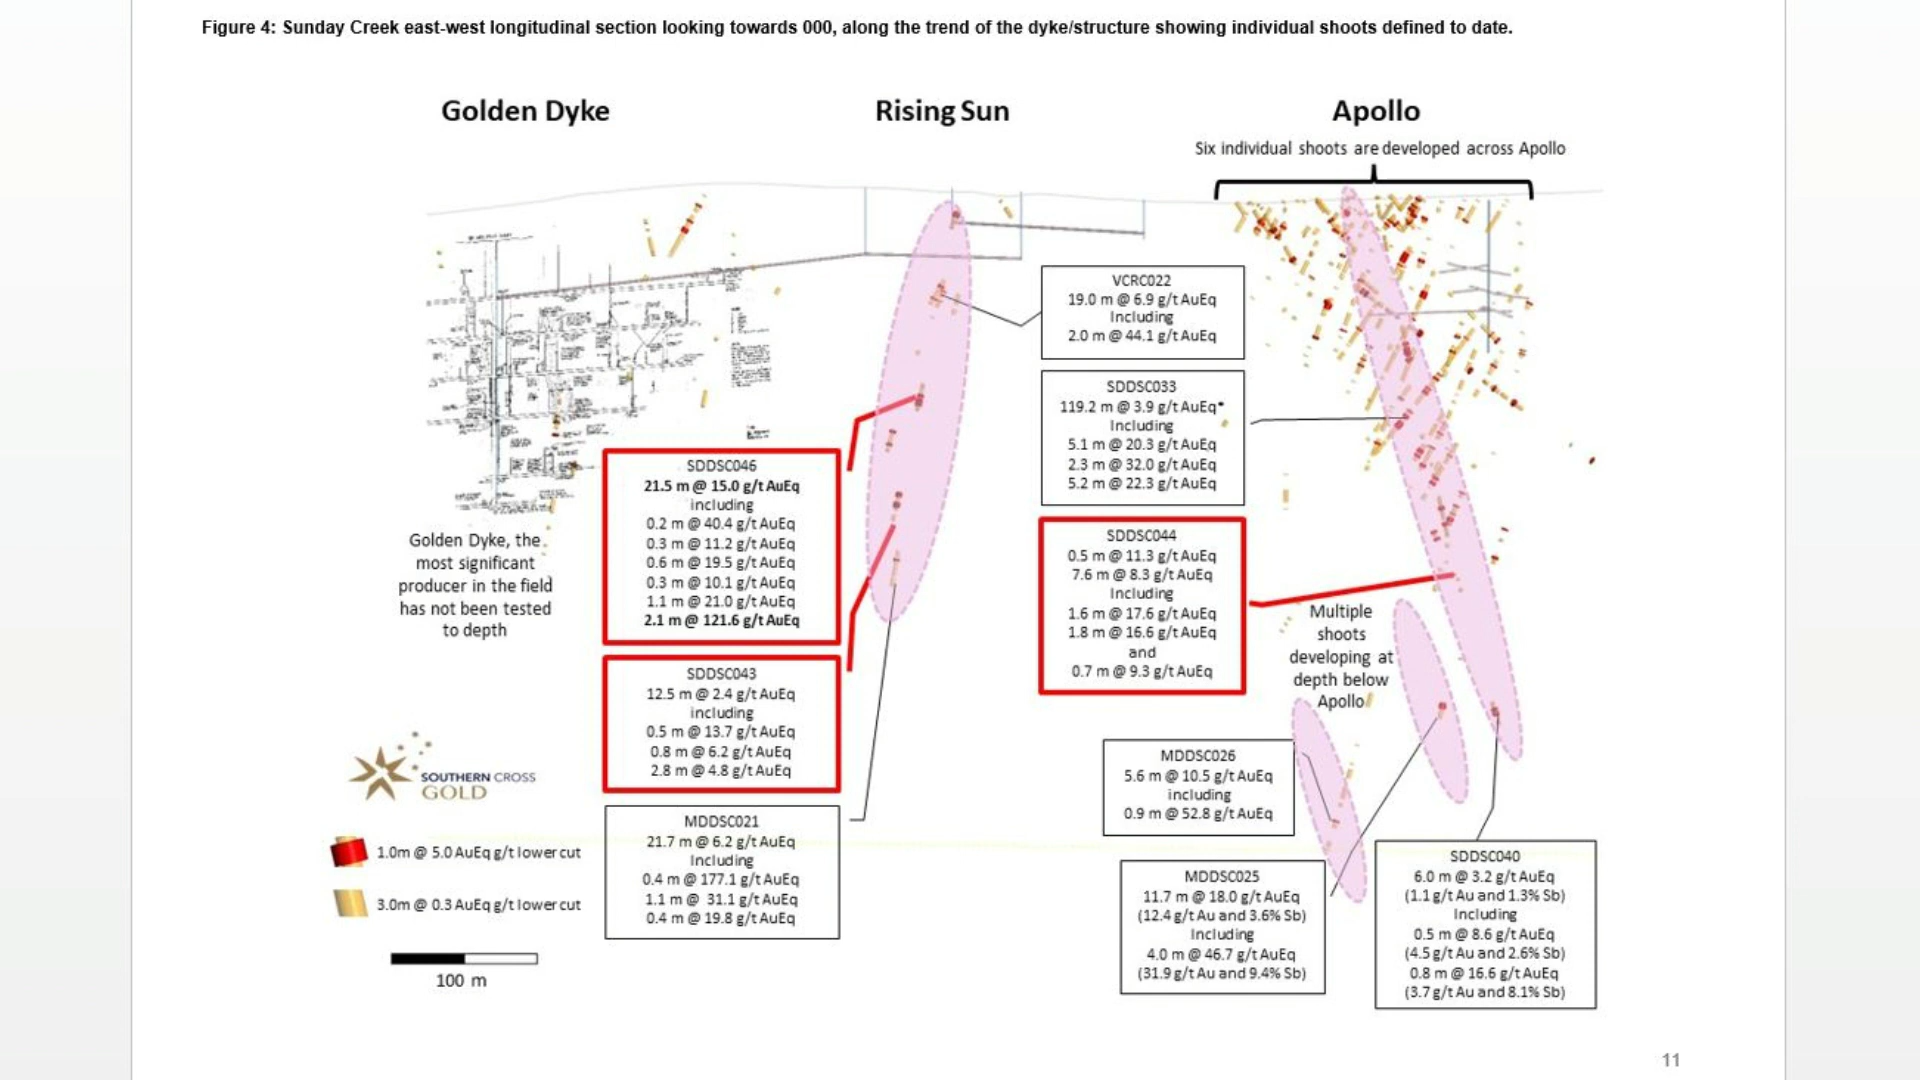 Figure 4: Sunday Creek east-west longitudinal section looking towards 000, along the trend of the dyke/structure showing individual shoots defined to date.
Golden Dyke
Rising Sun
Apollo
Six individual shoots are developed across Apollo
VCRC022
19.0 m @ 6.9 g/t AuEq
Including
2.0 m @ 44.1 g/t AuEq
SDDSC033
119.2 m @ 3.9 g/t AuEq*
Including
5.1 m @ 20.3 g/t AuEq
2.3 m @ 32.0 g/t AuEq
5.2 m @ 22.3 g/t AuEq
SDDSC046
21.5 m @ 15.0 g/t AuEq
including
0.2 m @ 40.4 g/t AuEq
0.3 m @ 11.2 g/t AuEq
0.6 m @ 19.5 g/t AuEq
0.3 m @ 10.1 g/t AuEq
1.1 m @ 21.0 g/t AuEq
2.1 m @ 121.6 g/t AuEq
Golden Dyke, the
most significant
producer in the field
has not been tested
to depth
SDDSC044
0.5 m @ 11.3 g/t AuEq
7.6 m @ 8.3 g/t AuEq
Including
1.6 m @ 17.6 g/t AuEq
1.8 m @ 16.6 g/t AuEq
and
0.7 m @ 9.3 g/t AuEq
Multiple
shoots
developing at
depth below
Apollo
SDDSC043
12.5 m @ 2.4 g/t AuEq
including
0.5 m @ 13.7 g/t AuEq
0.8 m @ 6.2 g/t AuEq
2.8 m @ 4.8 g/t AuEq
SOUTHERN CROSS
GOLD
MDDSC026
5.6 m @ 10.5 g/t AuEq
including
0.9 m @ 52.8 g/t AuEq
MDDSC021
21.7 m @ 6.2 g/t AuEq
Including
0.4 m @ 177.1 g/t AuEq
1.1 m @ 31.1 g/t AuEq
0.4 m @ 19.8 g/t AuEq
1.0m @ 5.0 AuEq g/t lower cut
3.0m @ 0.3 AuEq g/t lower cut
100 m
MDDSC025
11.7 m @ 18.0 g/t AuEq
(12.4 g/t Au and 3.6% Sb)
Including
4.0 m @ 46.7 g/t AuEq
(31.9 g/t Au and 9.4% Sb)
SDDSC040
6.0 m @ 3.2 g/t AuEq
(1.1 g/t Au and 1.3% Sb)
Including
0.5 m @ 8.6 g/t AuEq
(4.5 g/t Au and 2.6% Sb)
0.8 m @ 16.6 g/t AuEq
(3.7 g/t Au and 8.1% Sb)
11